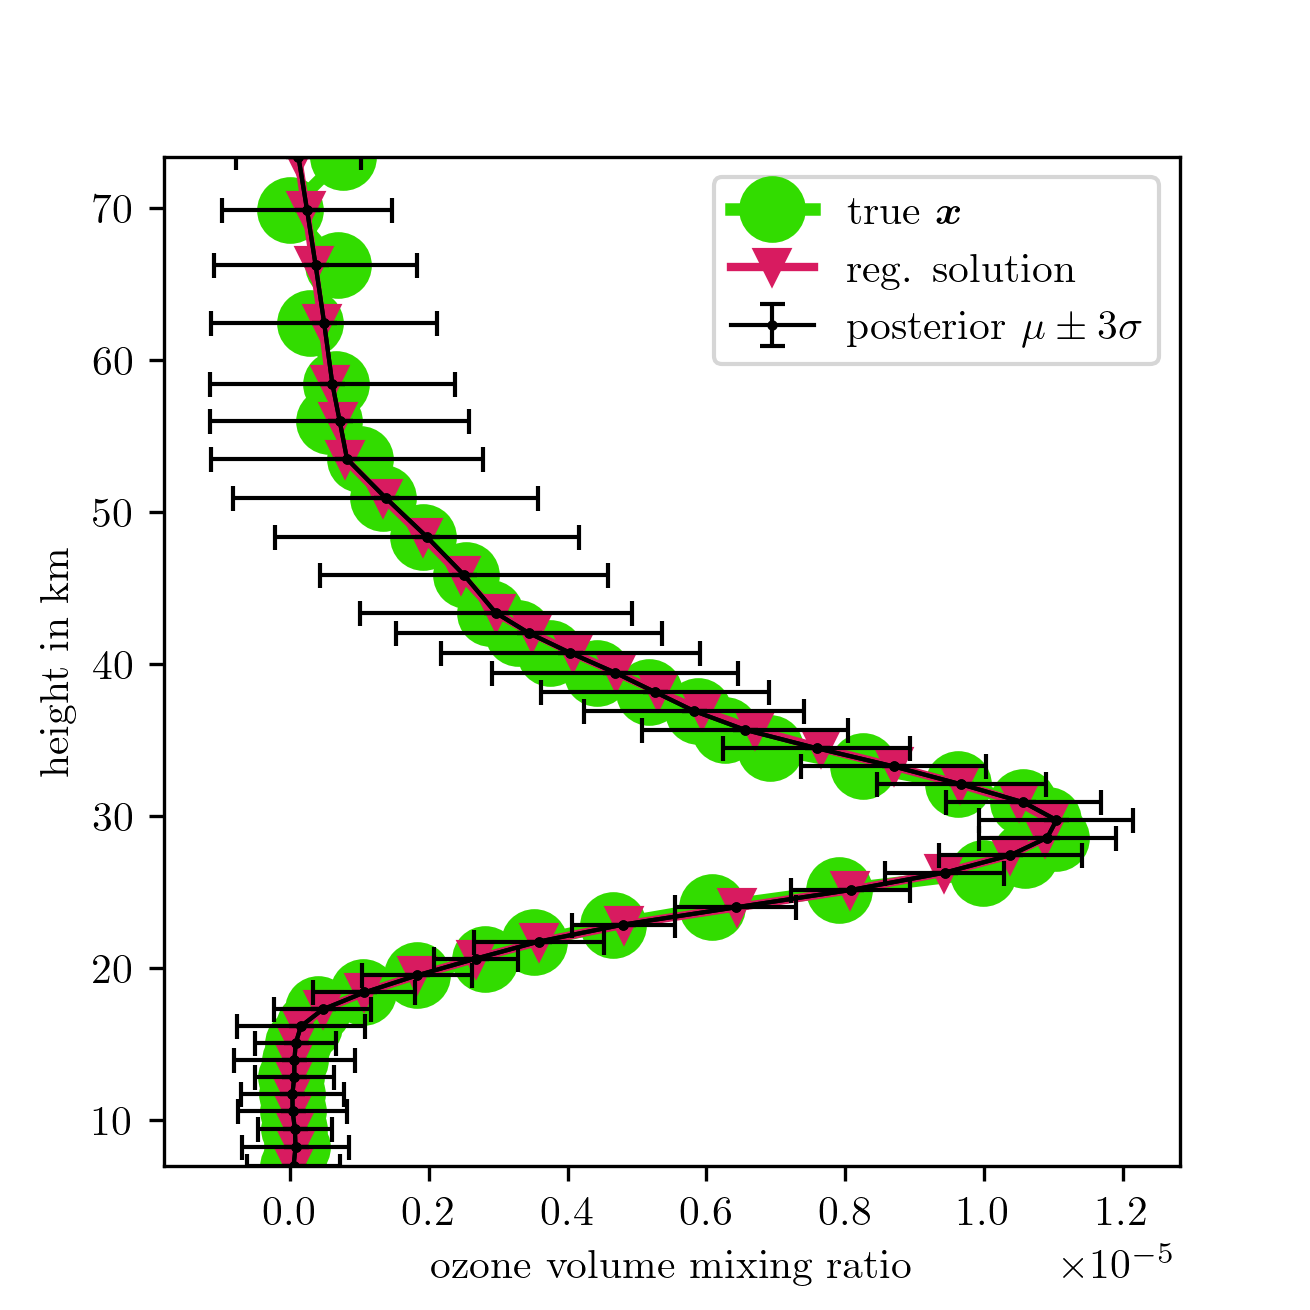 true x
reg. solution
posterior μ ± 3σ
70
60
50
40
30
20
10
height in km
0.0 0.2 0.4 0.6 0.8 1.0 1.2
ozone volume mixing ratio
×10⁻⁵